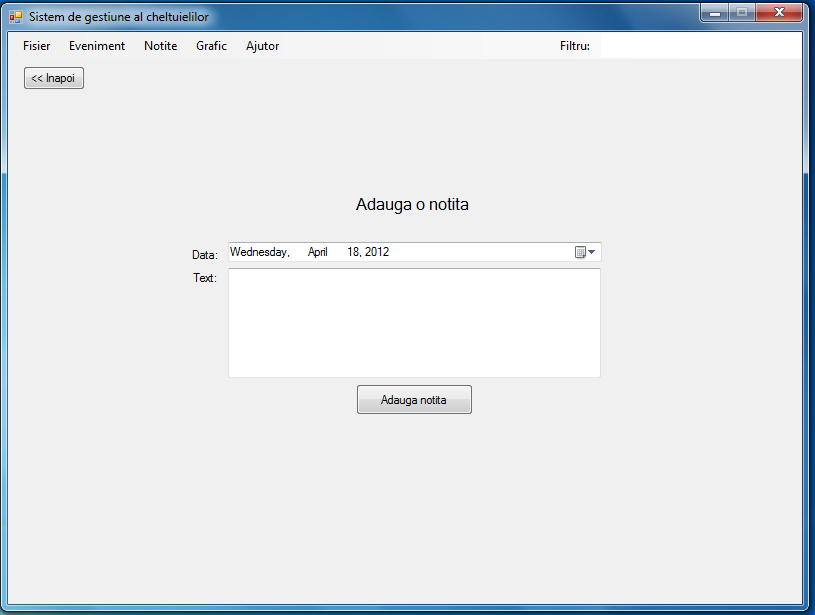 Sistem de gestiune al cheltuielilor
Fisier Eveniment Notite Grafic Ajutor Filtru:
<< Inapoi
Adauga o notita
Data: Wednesday, April 18, 2012
Text:
Adauga notita